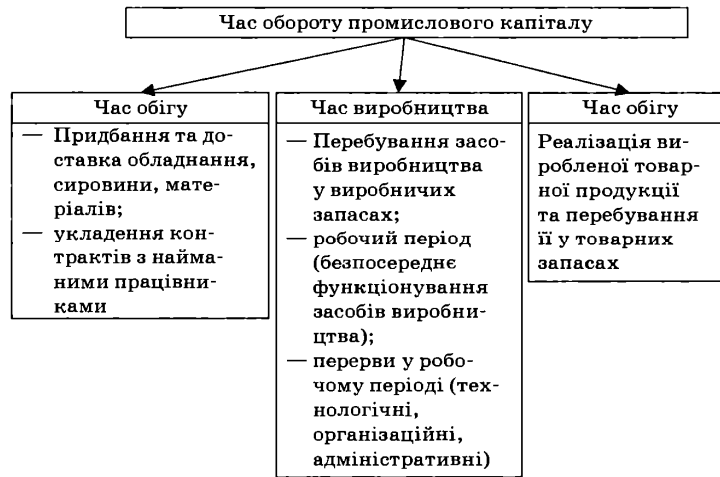 Час обороту промислового капіталу
Час обігу
— Придбання та до-
ставка обладнання,
сировини, мате-
ріалів;
— укладення кон-
трактів з найма-
ними працівни-
ками
Час виробництва
— Перебування засо-
бів виробництва
у виробничих
запасах;
— робочий період
(безпосереднє
функціонування
засобів виробни-
цтва);
— перерви у робо-
чому періоді (тех-
нологічні,
організаційні,
адміністративні)
Час обігу
Реалізація ви-
робленої товар-
ної продукції
та перебування
її у товарних
запасах